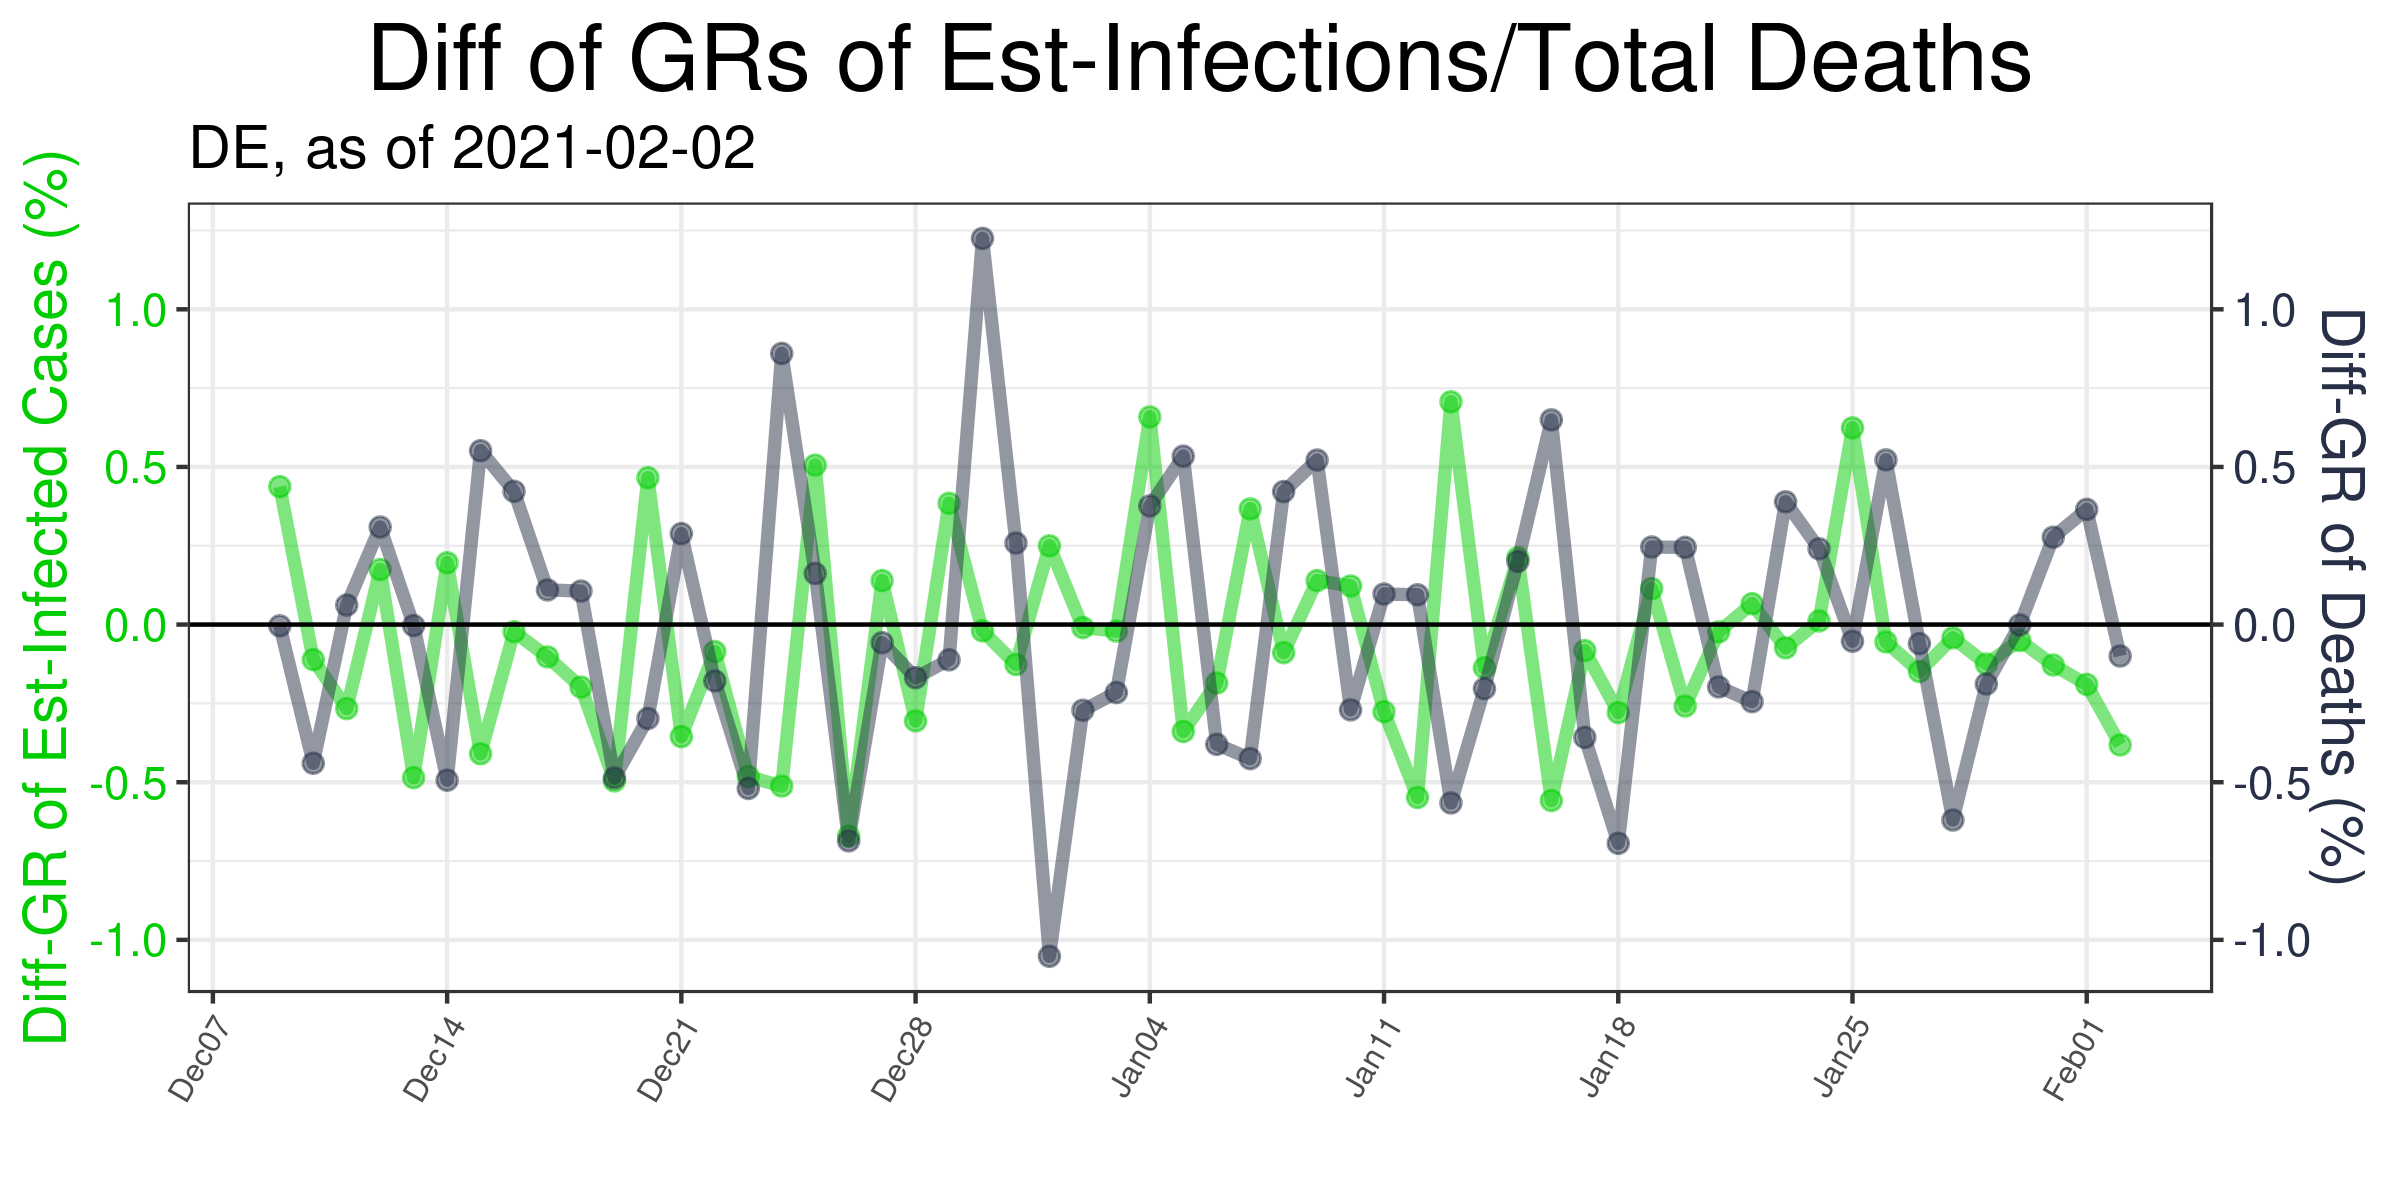 Diff of GRs of Est-Infections/Total Deaths
DE, as of 2021-02-02
Diff-GR of Est-Infected Cases (%)
1.0
0.5
0.0
-0.5
-1.0
1.0
0.5
0.0
-0.5
-1.0
Diff-GR of Deaths (%)
Dec07
Dec14
Dec21
Dec28
Jan04
Jan11
Jan18
Jan25
Feb01